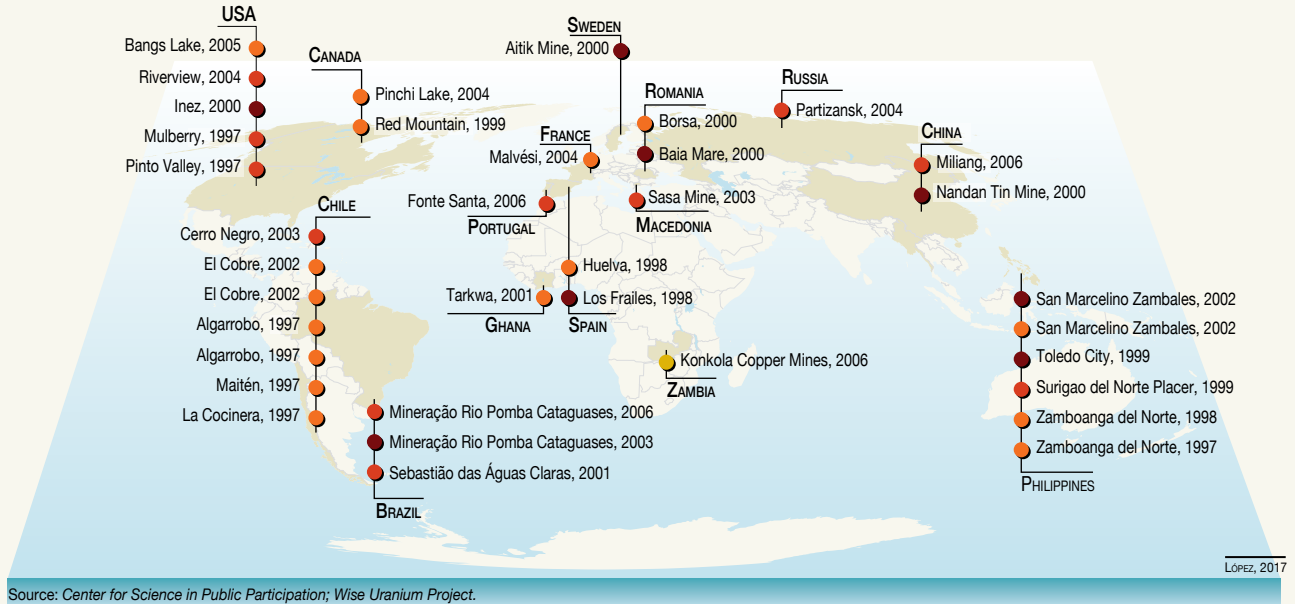 USA
Bangs Lake, 2005
Riverview, 2004
Inez, 2000
Mulberry, 1997
Pinto Valley, 1997
CANADA
Pinchi Lake, 2004
Red Mountain, 1999
SWEDEN
Aitik Mine, 2000
ROMANIA
Borsa, 2000
Baia Mare, 2000
FRANCE
Malvési, 2004
RUSSIA
Partizansk, 2004
CHINA
Miliang, 2006
Nandan Tin Mine, 2000
Fonte Santa, 2006
PORTUGAL
Sasa Mine, 2003
MACEDONIA
CHILE
Cerro Negro, 2003
El Cobre, 2002
El Cobre, 2002
Algarrobo, 1997
Algarrobo, 1997
Maitén, 1997
La Cocinera, 1997
Huelva, 1998
Los Frailes, 1998
SPAIN
Tarkwa, 2001
GHANA
Konkola Copper Mines, 2006
ZAMBIA
Mineração Rio Pomba Cataguases, 2006
Mineração Rio Pomba Cataguases, 2003
Sebastião das Águas Claras, 2001
BRAZIL
San Marcelino Zambales, 2002
San Marcelino Zambales, 2002
Toledo City, 1999
Surigao del Norte Placer, 1999
Zamboanga del Norte, 1998
Zamboanga del Norte, 1997
PHILIPPINES
LÓPEZ, 2017
Source: Center for Science in Public Participation; Wise Uranium Project.